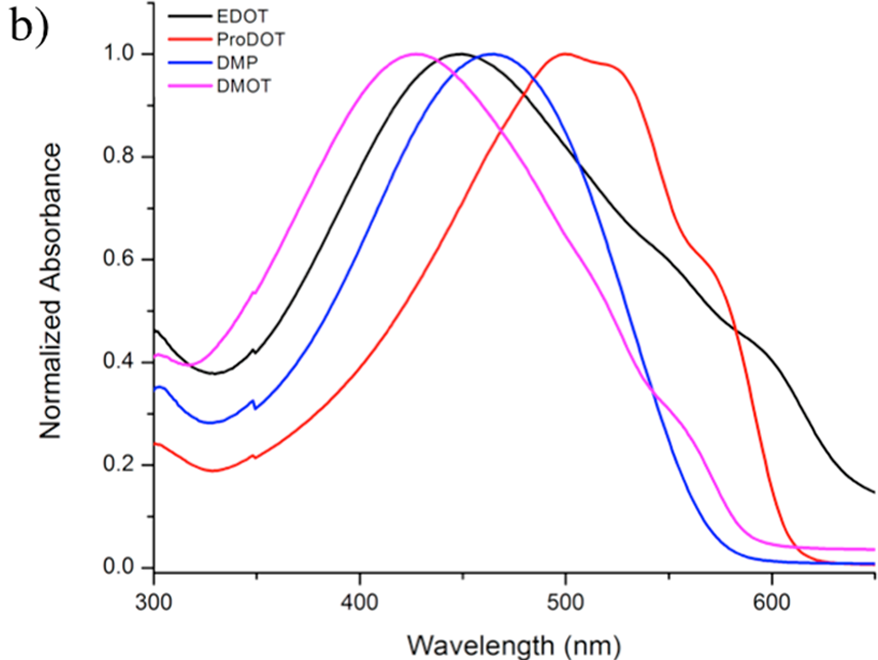 b)
EDOT
ProDOT
DMP
DMOT
1.0
0.8
0.6
0.4
0.2
0.0
Normalized Absorbance
300 400 500 600
Wavelength (nm)